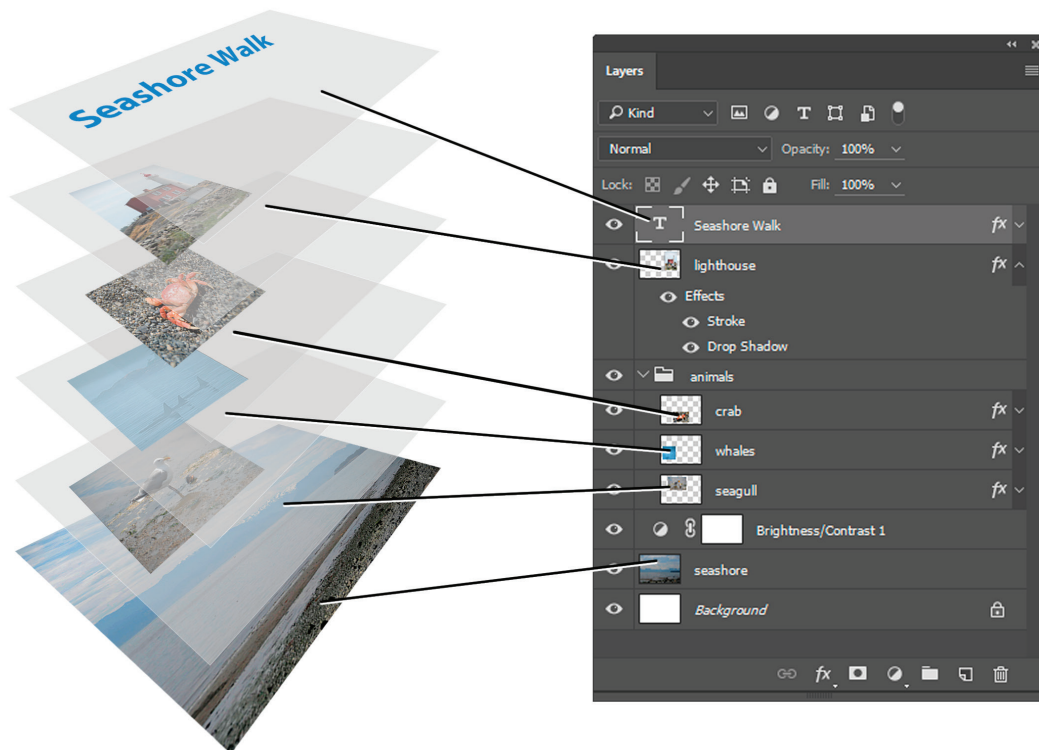 Seashore Walk
Layers
Kind
T
Normal
Opacity: 100%
Lock:
Fill: 100%
T
Seashore Walk
fx
lighthouse
fx
Effects
Stroke
Drop Shadow
animals
crab
fx
whales
fx
seagull
fx
Brightness/Contrast 1
seashore
Background
fx